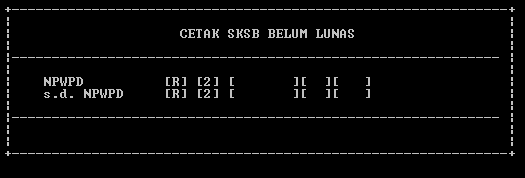 CETAK SKSB BELUM LUNAS
NPWPD [R] [2] [ ][ ][ ]
s.d. NPWPD [R] [2] [ ][ ][ ]